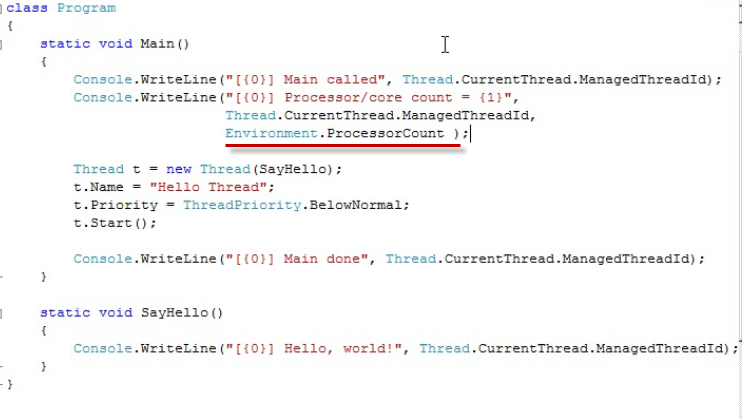 class Program
{
    static void Main()
    {
        Console.WriteLine("[{0}] Main called", Thread.CurrentThread.ManagedThreadId);
        Console.WriteLine("[{0}] Processor/core count = {1}",
                          Thread.CurrentThread.ManagedThreadId,
                          Environment.ProcessorCount );
        Thread t = new Thread(SayHello);
        t.Name = "Hello Thread";
        t.Priority = ThreadPriority.BelowNormal;
        t.Start();
        Console.WriteLine("[{0}] Main done", Thread.CurrentThread.ManagedThreadId);
    }
    static void SayHello()
    {
        Console.WriteLine("[{0}] Hello, world!", Thread.CurrentThread.ManagedThreadId);
    }
}